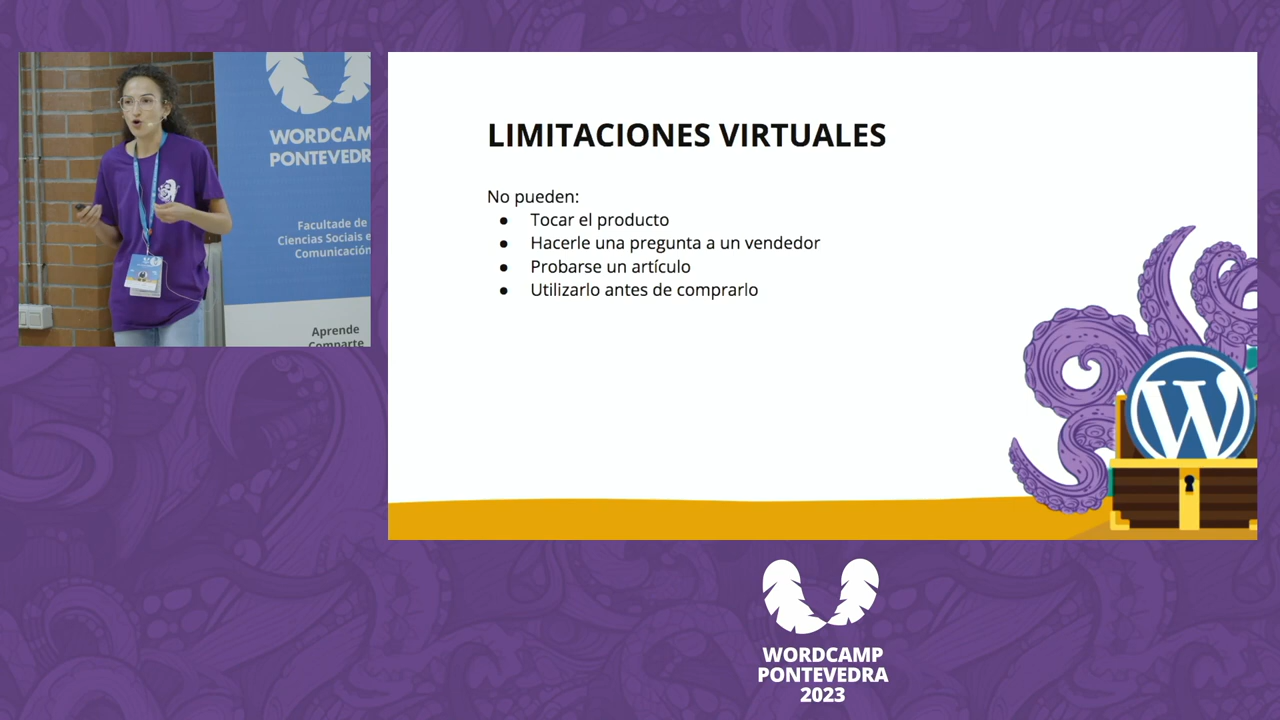 WORDCAM
PONTEVEDR
Facultade de
Ciencias Sociais e
Comunicación
Aprende
Comparte
LIMITACIONES VIRTUALES
No pueden:
● Tocar el producto
● Hacerle una pregunta a un vendedor
● Probarse un artículo
● Utilizarlo antes de comprarlo
WORDCAMP
PONTEVEDRA
2023